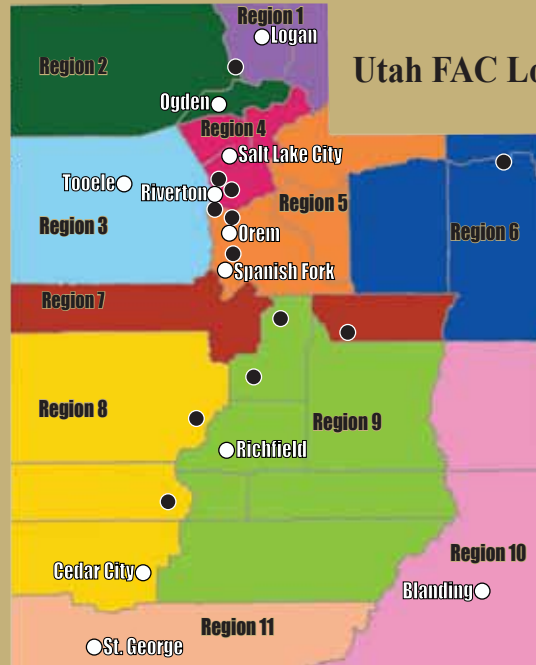 Region 1
Logan
Region 2
Utah FAC Lo
Ogden
Region 4
Salt Lake City
Tooele
Riverton
Region 5
Region 3
Orem
Region 6
Spanish Fork
Region 7
Region 8
Region 9
Richfield
Region 10
Cedar City
Blanding
Region 11
St. George